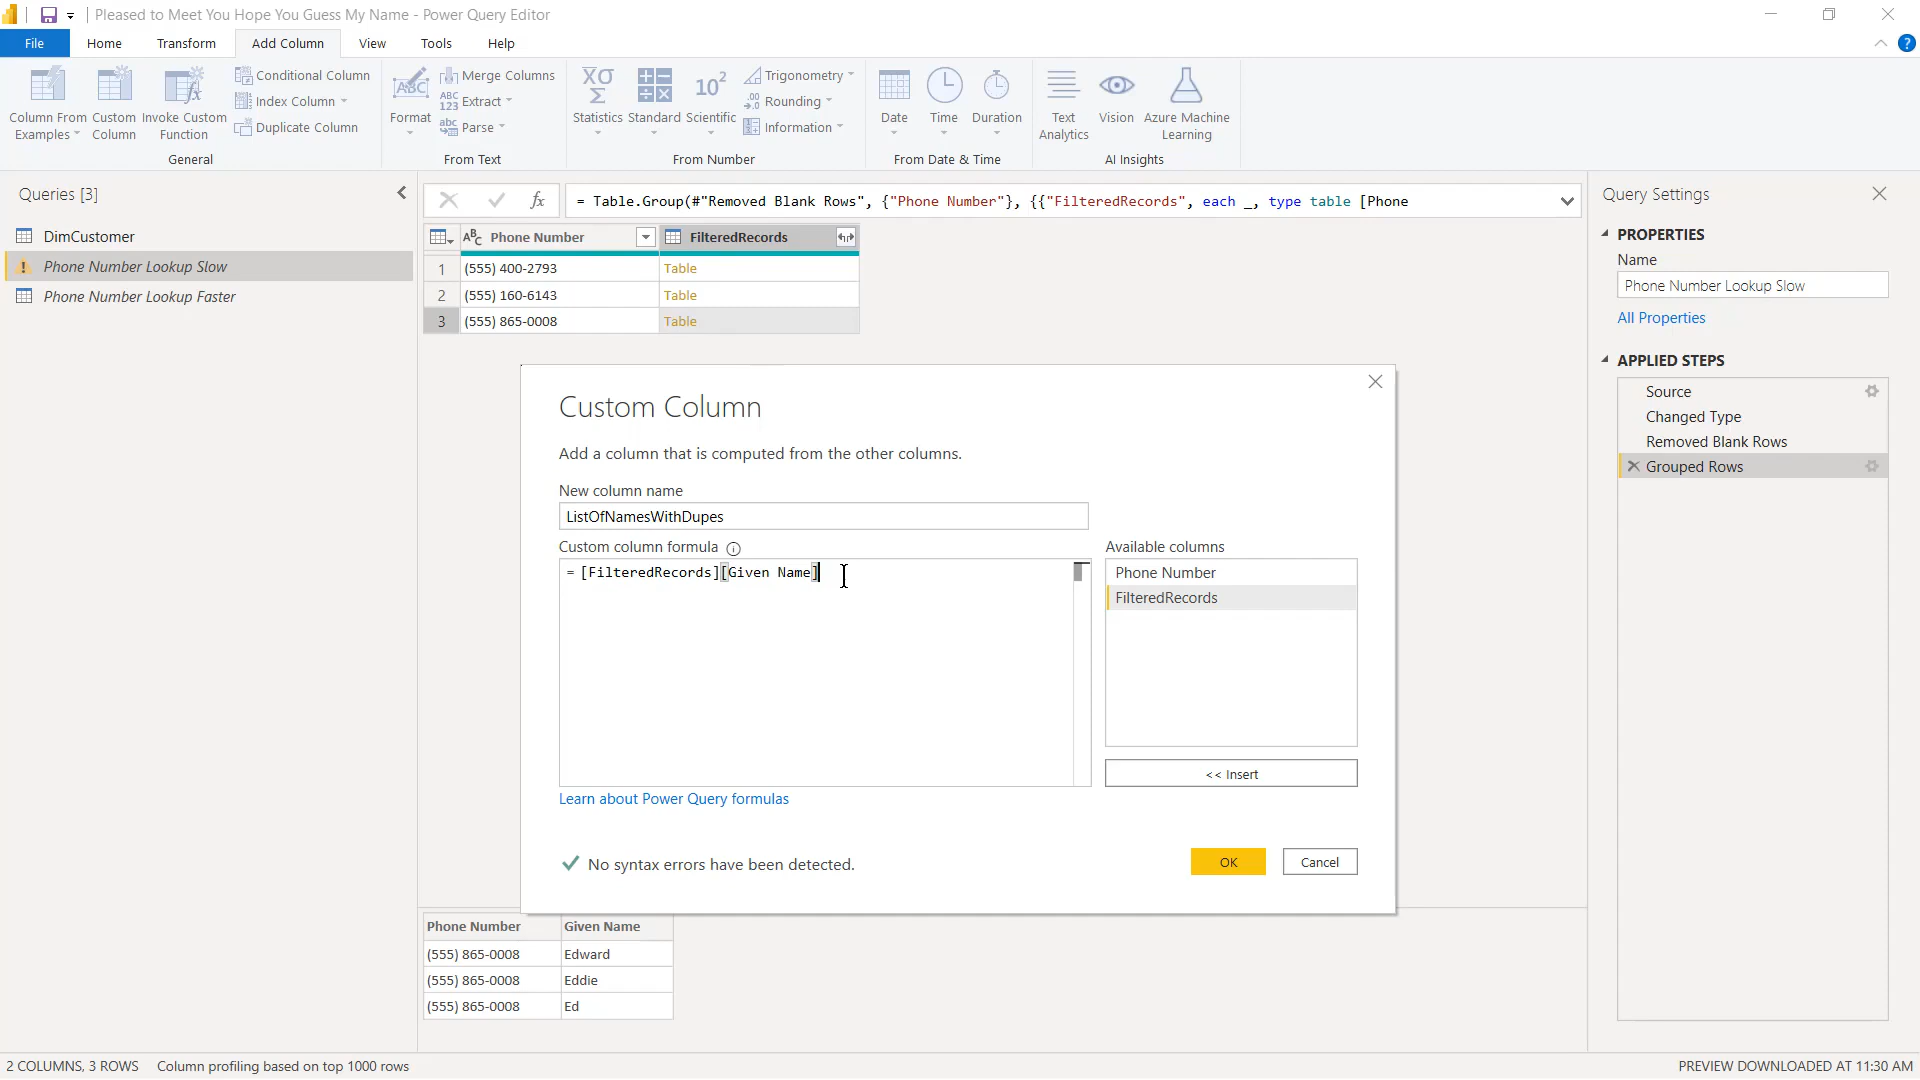 Pleased to Meet You Hope You Guess My Name - Power Query Editor
File Home Transform Add Column View Tools Help ?
Column From Examples
Custom Column
Invoke Custom Function
Conditional Column
Index Column
Duplicate Column
General
ABC
Format
Merge Columns
ABC 123 Extract
abc Parse
From Text
XΣ
σ
Statistics
Standard
10²
Scientific
Trigonometry
.00 Rounding
Information
From Number
Date
Time
Duration
From Date & Time
Text Analytics
Vision
Azure Machine Learning
AI Insights
Queries [3]
DimCustomer
Phone Number Lookup Slow
Phone Number Lookup Faster
fx = Table.Group(#"Removed Blank Rows", {"Phone Number"}, {{"FilteredRecords", each _, type table [Phone
ABC Phone Number FilteredRecords
1 (555) 400-2793 Table
2 (555) 160-6143 Table
3 (555) 865-0008 Table
Custom Column
Add a column that is computed from the other columns.
New column name
ListOfNamesWithDupes
Custom column formula
= [FilteredRecords][Given Name]
Available columns
Phone Number
FilteredRecords
<< Insert
Learn about Power Query formulas
No syntax errors have been detected.
OK Cancel
Phone Number Given Name
(555) 865-0008 Edward
(555) 865-0008 Eddie
(555) 865-0008 Ed
Query Settings
PROPERTIES
Name
Phone Number Lookup Slow
All Properties
APPLIED STEPS
Source
Changed Type
Removed Blank Rows
Grouped Rows
2 COLUMNS, 3 ROWS Column profiling based on top 1000 rows PREVIEW DOWNLOADED AT 11:30 AM